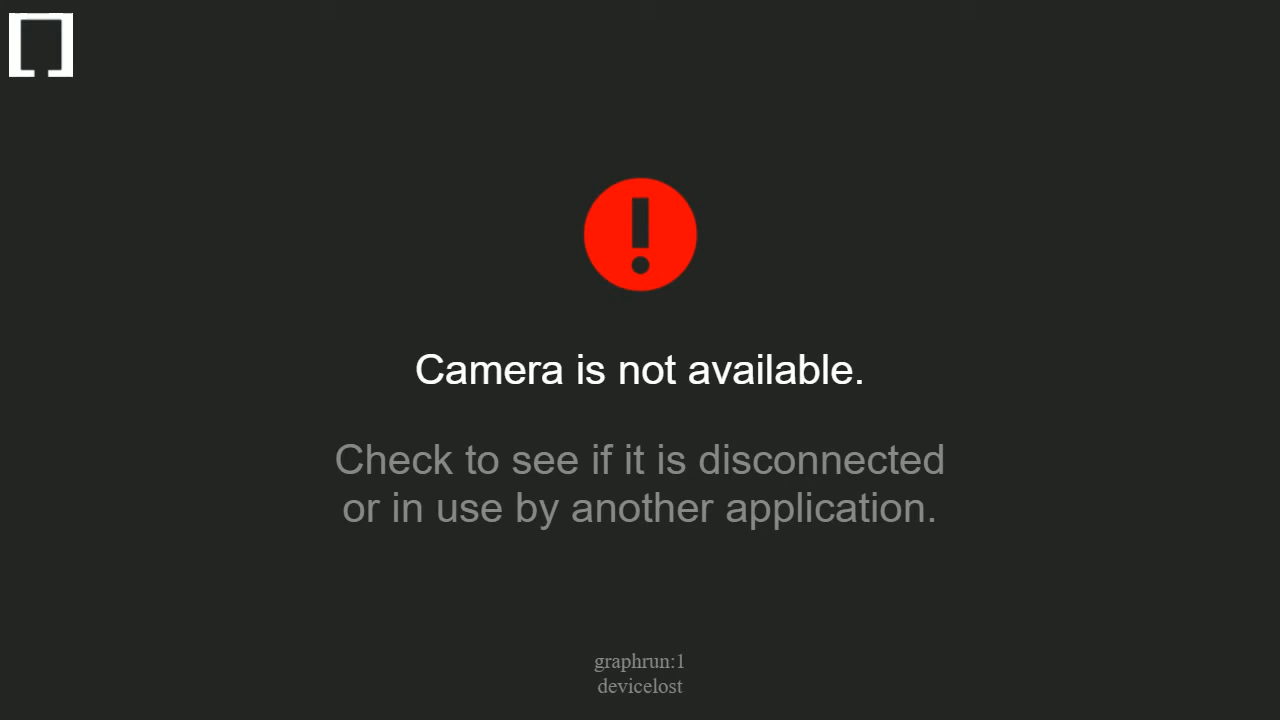 Camera is not available.
Check to see if it is disconnected
or in use by another application.
graphrun:1
devicelost